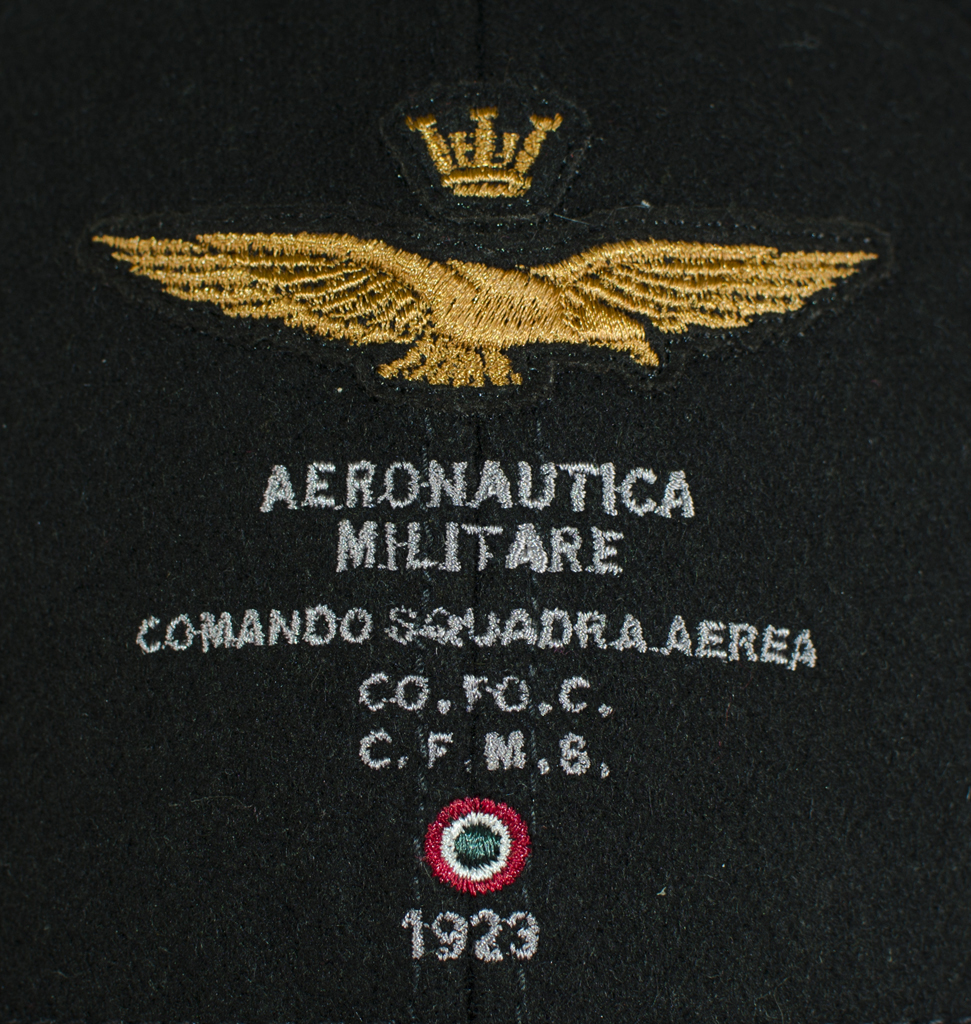 AERONAUTICA
MILITARE
COMANDO SQUADRA AEREA
CO.FO.C.
C.F.M.S.
1923